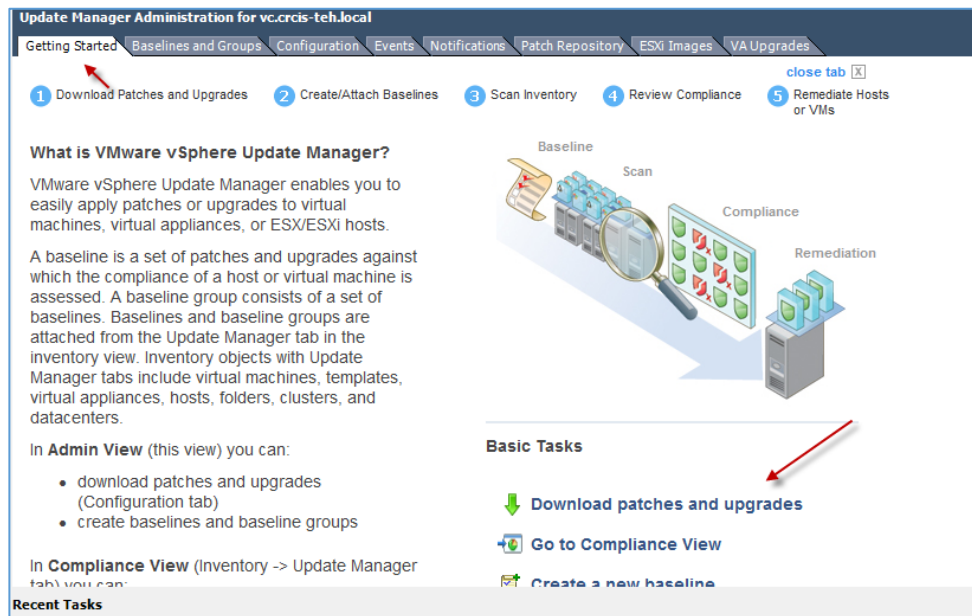 Update Manager Administration for vc.crcis-teh.local
Getting Started Baselines and Groups Configuration Events Notifications Patch Repository ESXi Images VA Upgrades
close tab X
1 Download Patches and Upgrades 2 Create/Attach Baselines 3 Scan Inventory 4 Review Compliance 5 Remediate Hosts
or VMs
What is VMware vSphere Update Manager?
VMware vSphere Update Manager enables you to
easily apply patches or upgrades to virtual
machines, virtual appliances, or ESX/ESXi hosts.
A baseline is a set of patches and upgrades against
which the compliance of a host or virtual machine is
assessed. A baseline group consists of a set of
baselines. Baselines and baseline groups are
attached from the Update Manager tab in the
inventory view. Inventory objects with Update
Manager tabs include virtual machines, templates,
virtual appliances, hosts, folders, clusters, and
datacenters.
In Admin View (this view) you can:
• download patches and upgrades
(Configuration tab)
• create baselines and baseline groups
In Compliance View (Inventory -> Update Manager
tab) you can:
Baseline
Scan
Compliance
Remediation
Basic Tasks
Download patches and upgrades
Go to Compliance View
Create a new baseline
Recent Tasks